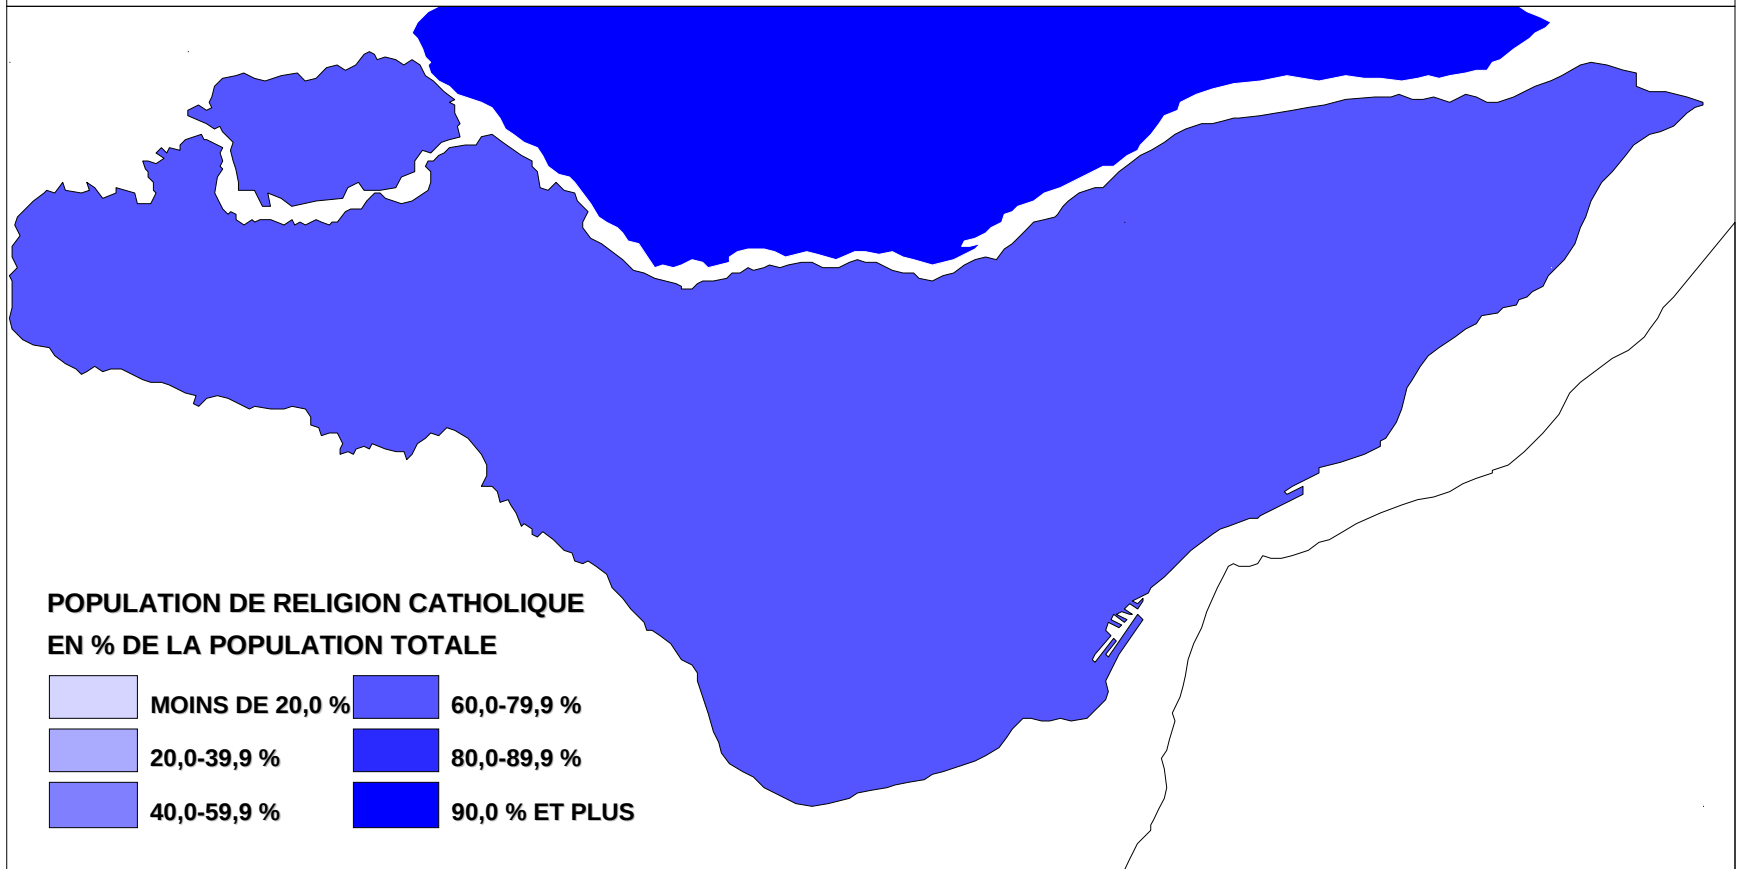 POPULATION DE RELIGION CATHOLIQUE
EN % DE LA POPULATION TOTALE
MOINS DE 20,0 %
20,0-39,9 %
40,0-59,9 %
60,0-79,9 %
80,0-89,9 %
90,0 % ET PLUS